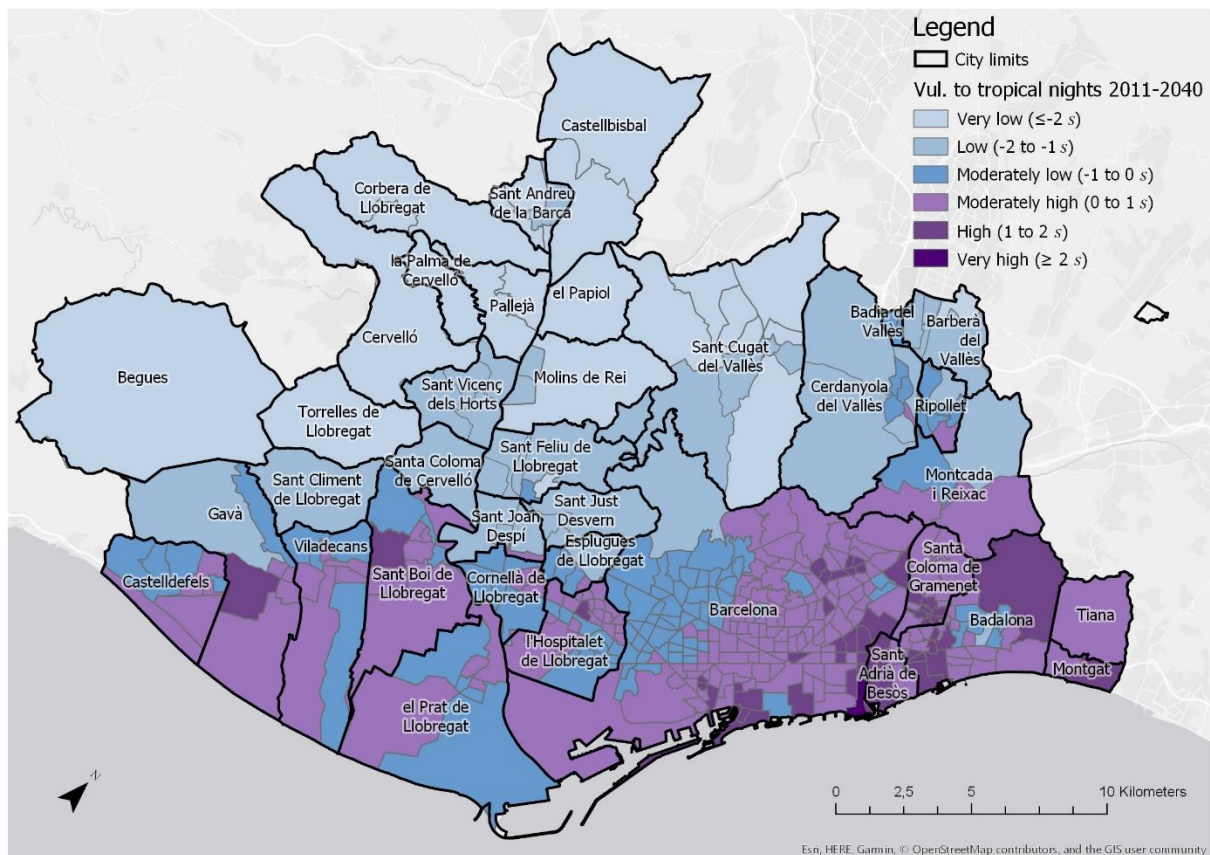 Legend
City limits
Vul. to tropical nights 2011-2040
Very low (≤-2 s)
Low (-2 to -1 s)
Moderately low (-1 to 0 s)
Moderately high (0 to 1 s)
High (1 to 2 s)
Very high (≥ 2 s)
Castellbisbal
Corbera de
Llobregat
Sant Andreu
de la Barca
la Palma de
Cervelló
Pallejà
el Papiol
Cervelló
Begues
Torrelles de
Llobregat
Sant Vicenç
dels Horts
Molins de Rei
Sant Cugat
del Vallès
Badia del
Vallès
Barberà
del
Vallès
Cerdanyola
del Vallès
Ripollet
Sant Feliu de
Llobregat
Santa Coloma
de Cervelló
Sant Climent
de Llobregat
Gavà
Montcada
i Reixac
Sant Just
Desvern
Sant Joan
Despí
Esplugues
de Llobregat
Viladecans
Castelldefels
Sant Boi de
Llobregat
Cornellà de
Llobregat
Santa
Coloma de
Gramenet
Barcelona
Badalona
Tiana
l'Hospitalet
de Llobregat
Sant
Adrià de
Besòs
Montgat
el Prat de
Llobregat
N
0 2,5 5 10 Kilometers
Esri, HERE, Garmin, © OpenStreetMap contributors, and the GIS user community